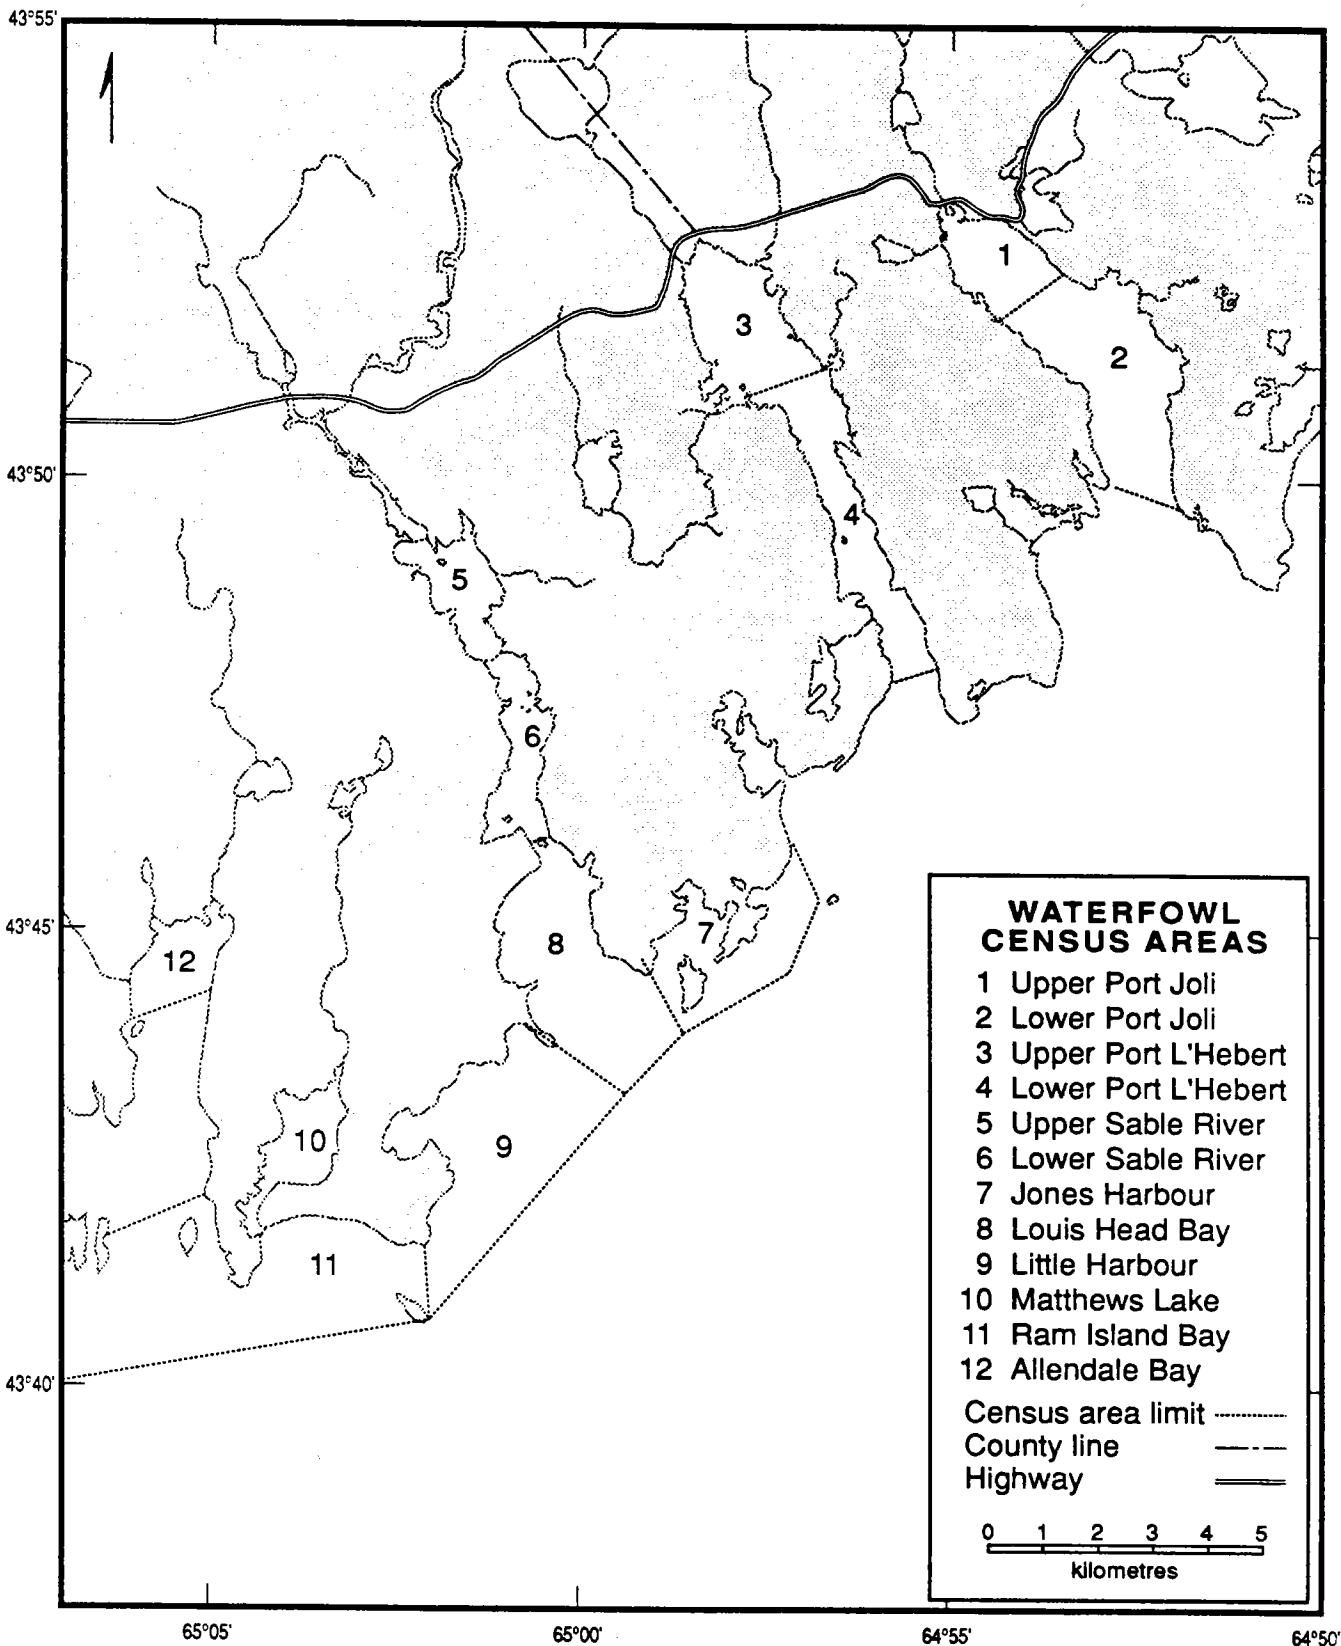 43°55'
1
3
2
43°50'
4
5
6
7
8
43°45'
12
10
9
11
43°40'
WATERFOWL
CENSUS AREAS
1 Upper Port Joli
2 Lower Port Joli
3 Upper Port L'Hebert
4 Lower Port L'Hebert
5 Upper Sable River
6 Lower Sable River
7 Jones Harbour
8 Louis Head Bay
9 Little Harbour
10 Matthews Lake
11 Ram Island Bay
12 Allendale Bay
Census area limit
County line
Highway
0 1 2 3 4 5
kilometres
65°05' 65°00' 64°55' 64°50'